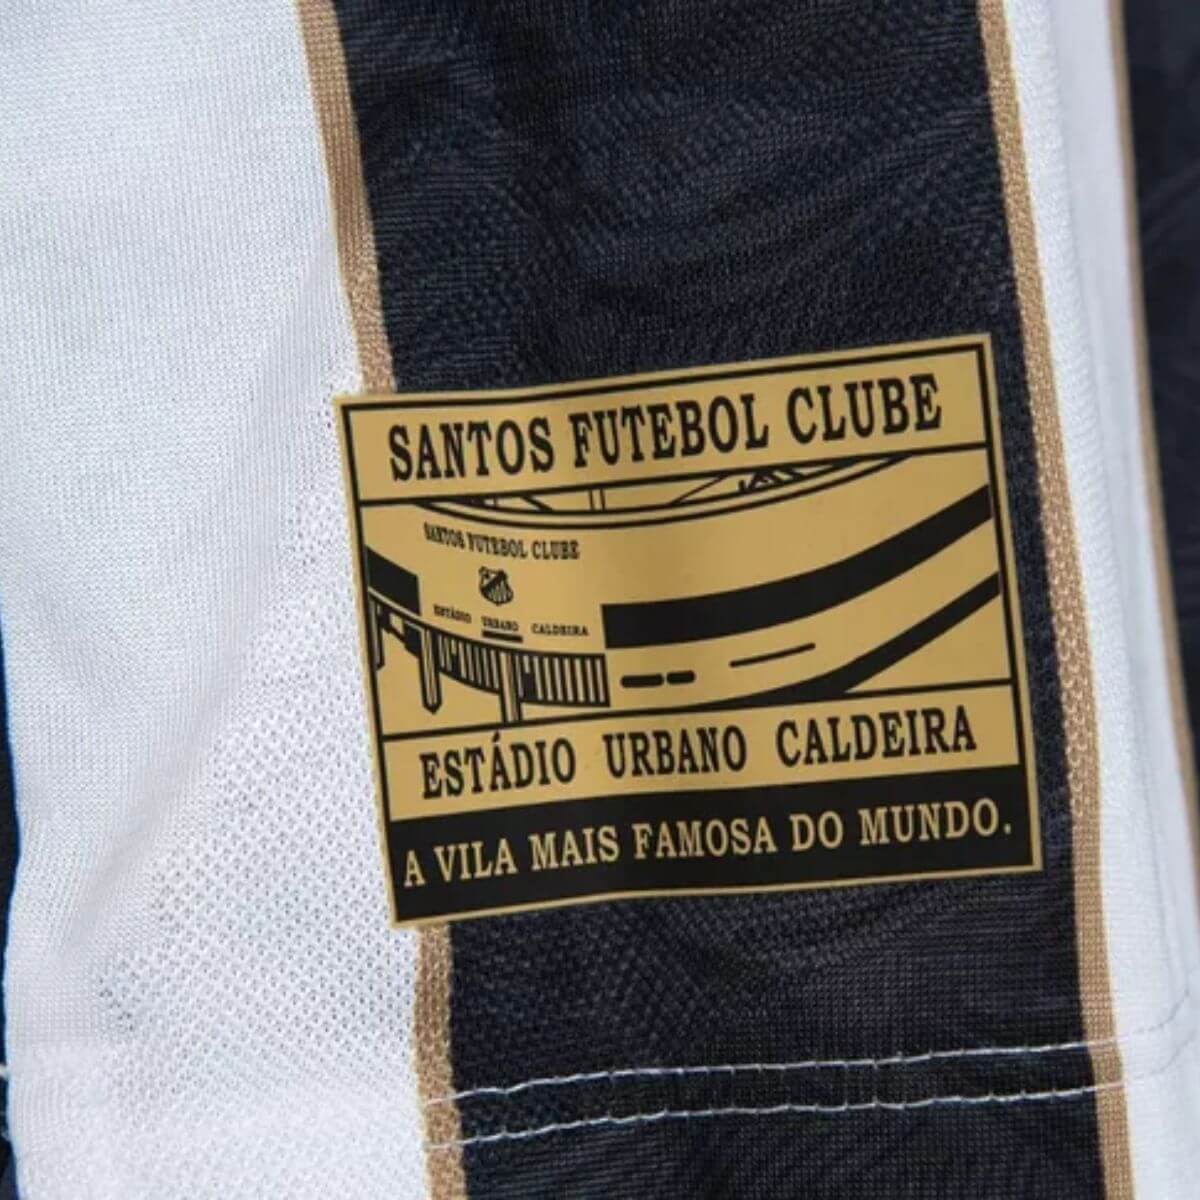 SANTOS FUTEBOL CLUBE
SANTOS FUTEBOL CLUBE
ESTÁDIO URBANO CALDEIRA
ESTÁDIO URBANO CALDEIRA
A VILA MAIS FAMOSA DO MUNDO.